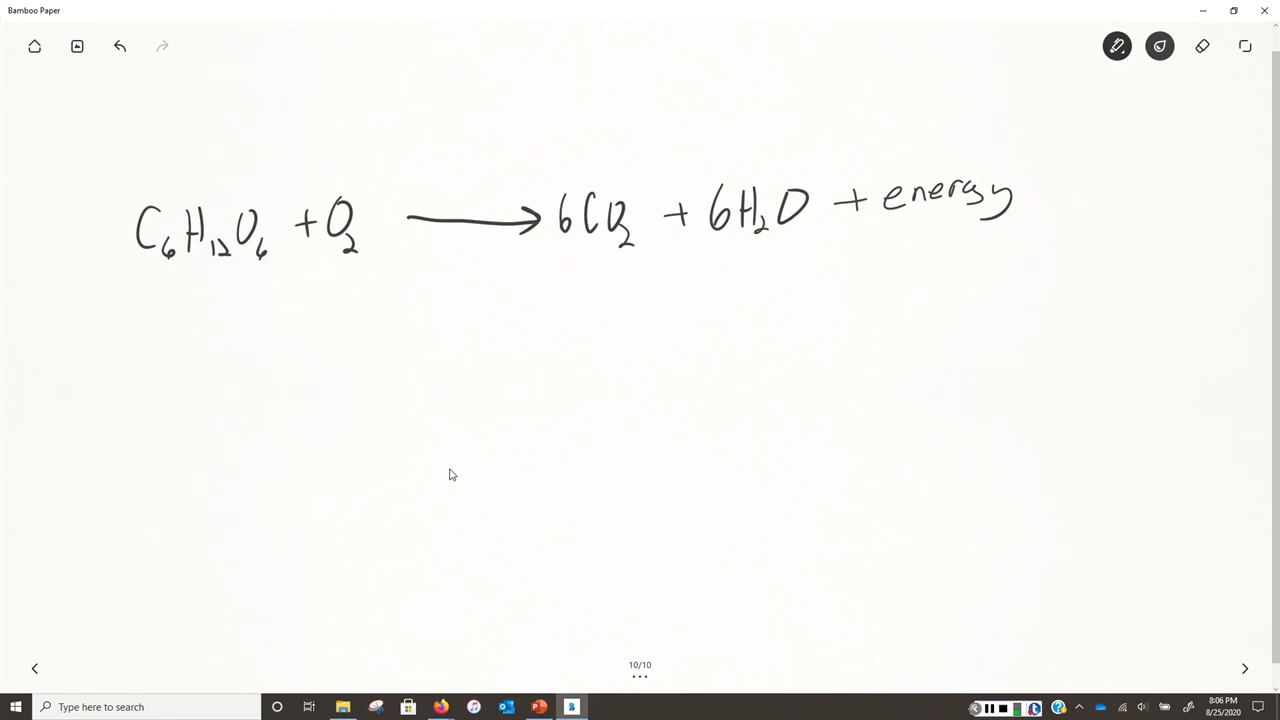 Bamboo Paper
C₆H₁₂O₆ + O₂ → 6CO₂ + 6H₂O + energy
10/10
Type here to search
8:06 PM
8/25/2020